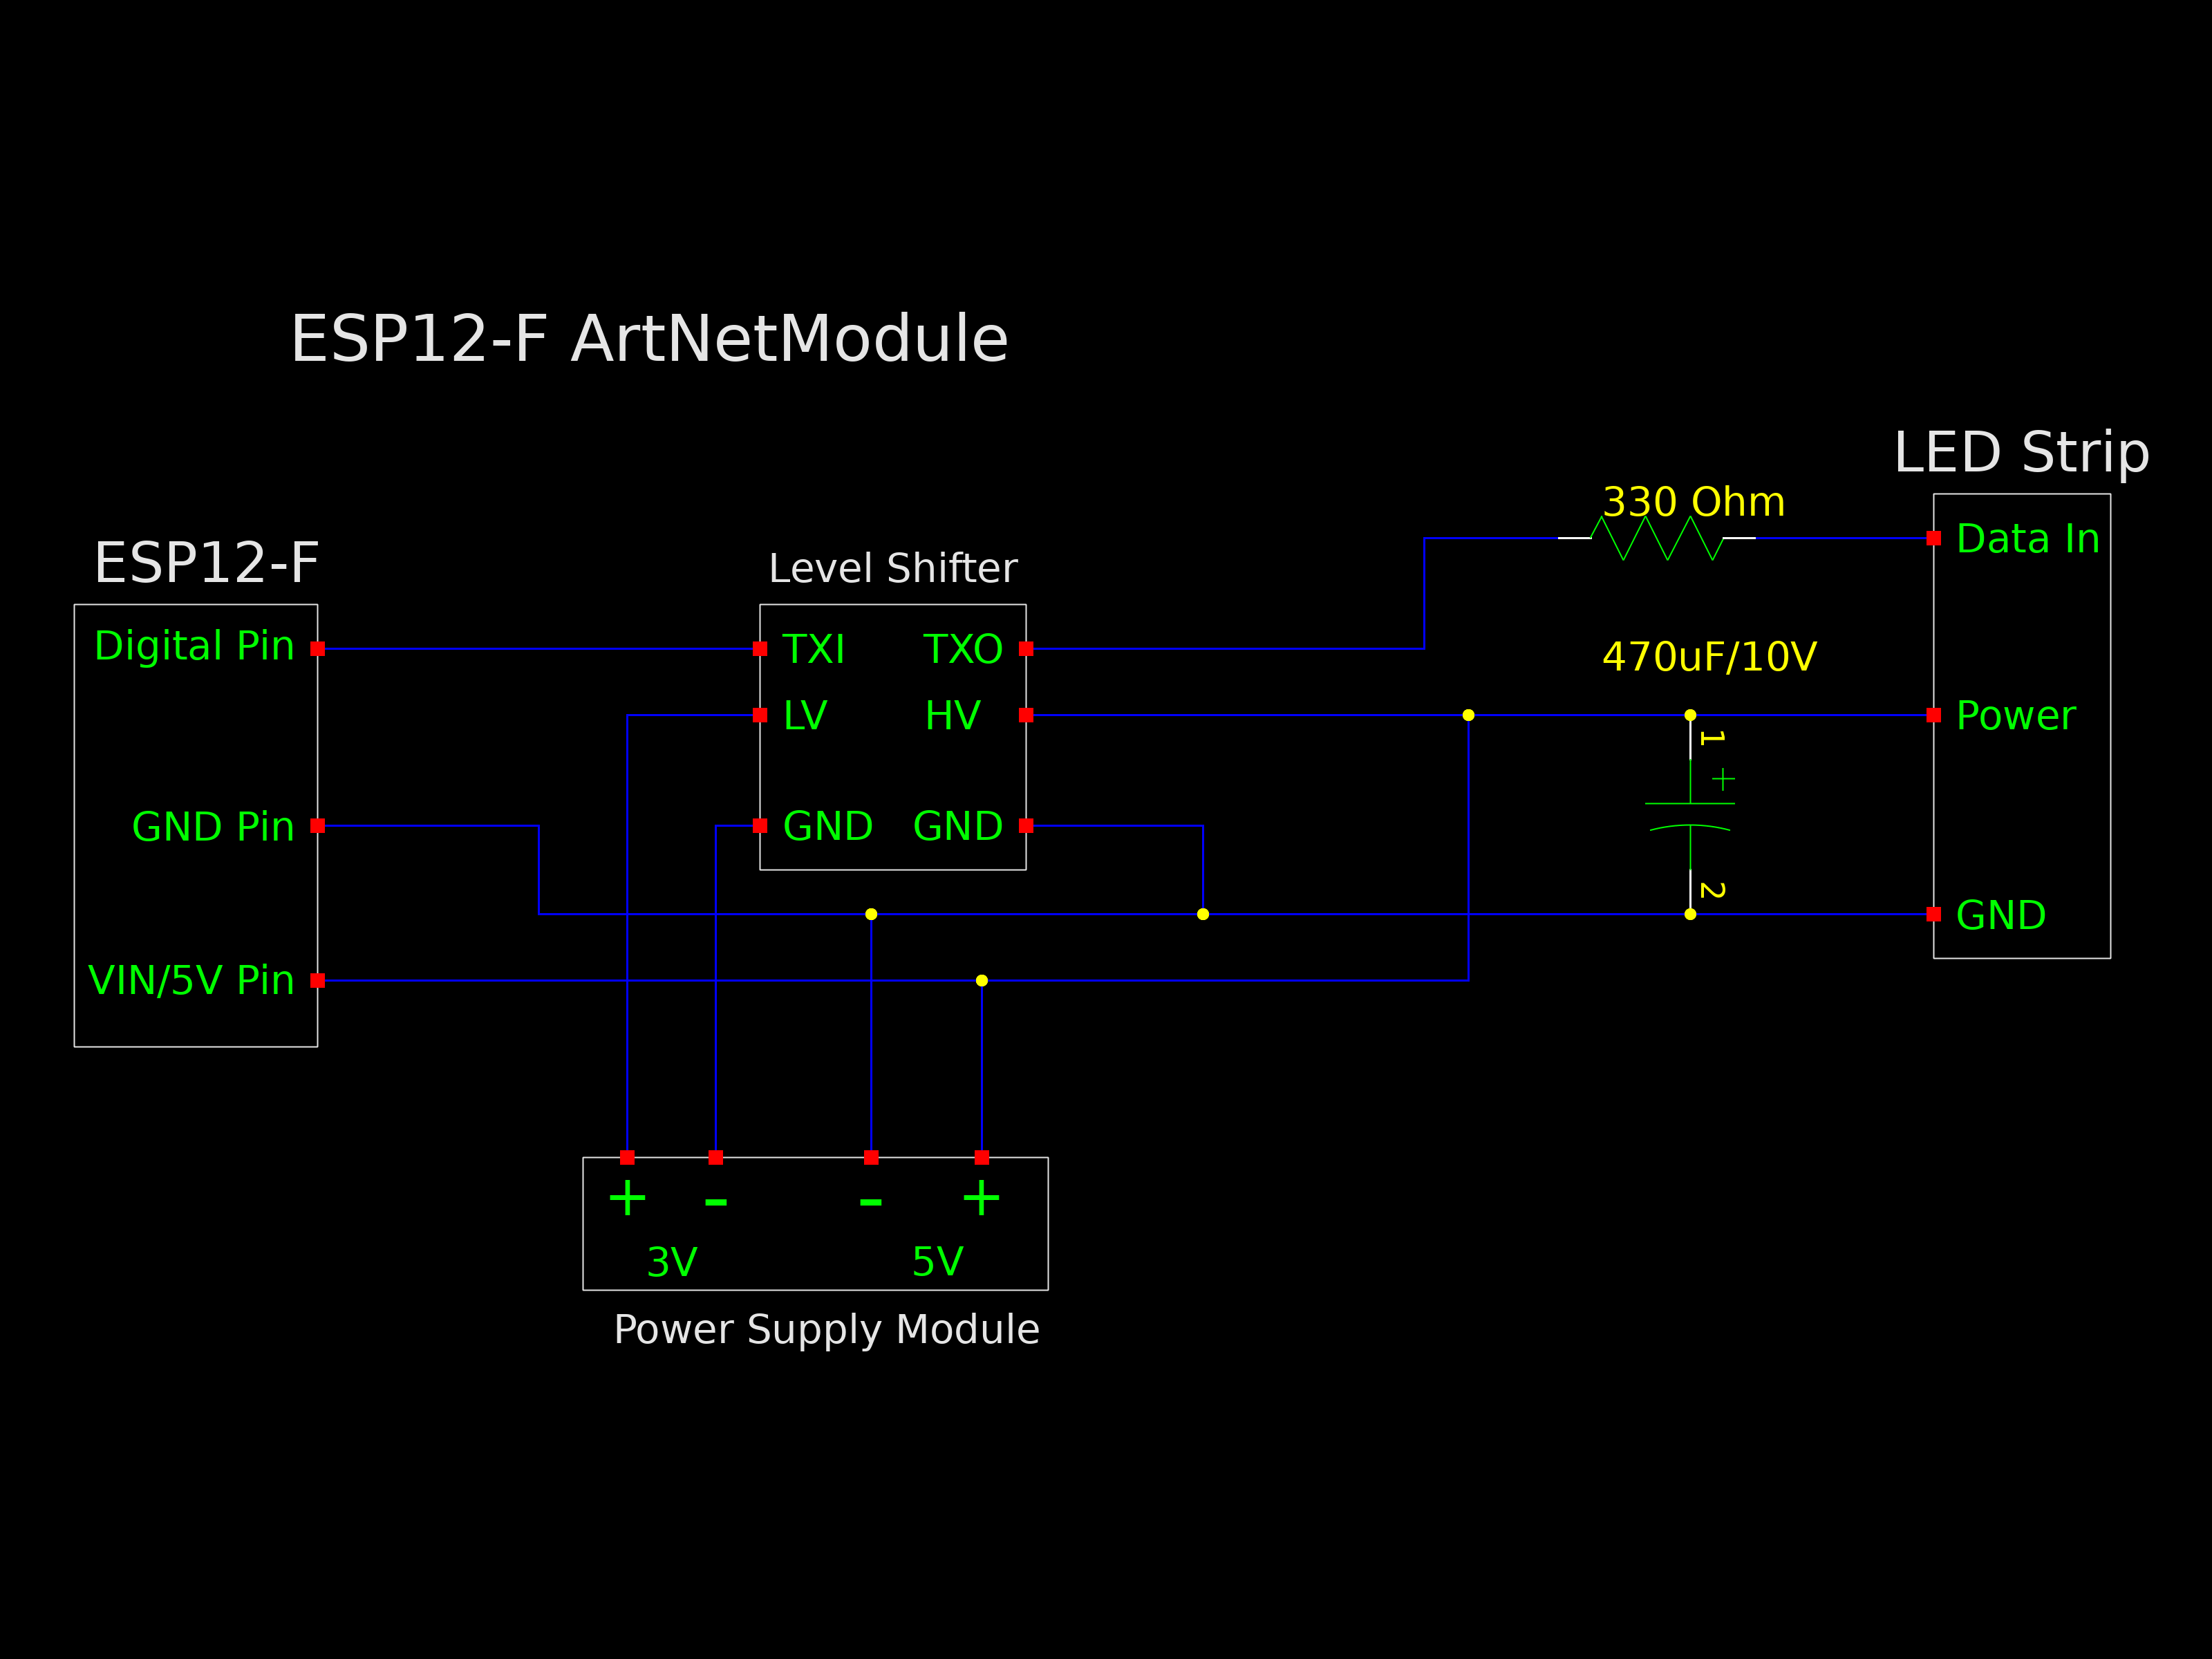 ESP12-F ArtNetModule
LED Strip
330 Ohm
Data In
ESP12-F
Level Shifter
Digital Pin
TXI TXO
470uF/10V
LV HV
Power
1
+
GND Pin
GND GND
2
GND
VIN/5V Pin
+ - - +
3V 5V
Power Supply Module